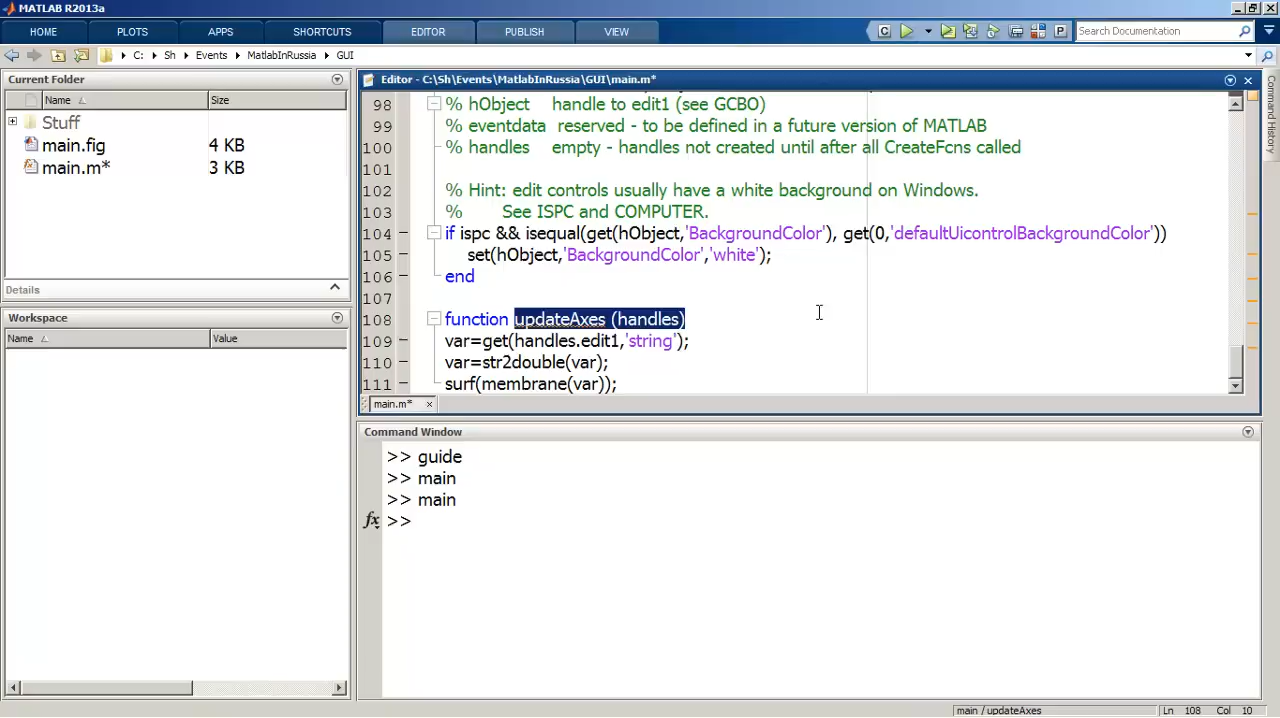 MATLAB R2013a
HOME PLOTS APPS SHORTCUTS EDITOR PUBLISH VIEW Search Documentation
C: Sh Events MatlabInRussia GUI
Current Folder
Name Size
Stuff
main.fig 4 KB
main.m* 3 KB
Details
Workspace
Name Value
Editor - C:\Sh\Events\MatlabInRussia\GUI\main.m*
98 % hObject handle to edit1 (see GCBO)
99 % eventdata reserved - to be defined in a future version of MATLAB
100 % handles empty - handles not created until after all CreateFcns called
101
102 % Hint: edit controls usually have a white background on Windows.
103 % See ISPC and COMPUTER.
104 if ispc && isequal(get(hObject,'BackgroundColor'), get(0,'defaultUicontrolBackgroundColor'))
105 set(hObject,'BackgroundColor','white');
106 end
107
108 function updateAxes (handles)
109 var=get(handles.edit1,'string');
110 var=str2double(var);
111 surf(membrane(var));
main.m*
Command Window
>> guide
>> main
>> main
fx >>
Command History
main / updateAxes Ln 108 Col 10